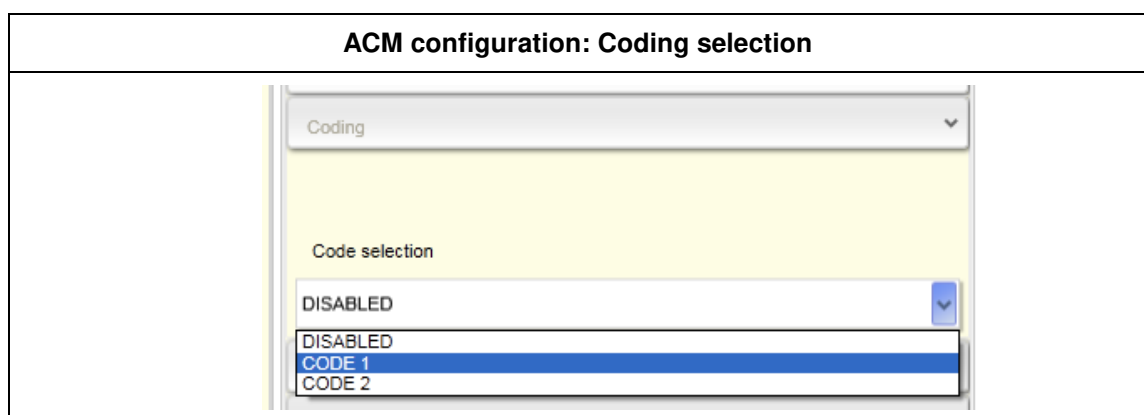 ACM configuration: Coding selection
Coding
Code selection
DISABLED
DISABLED
CODE 1
CODE 2